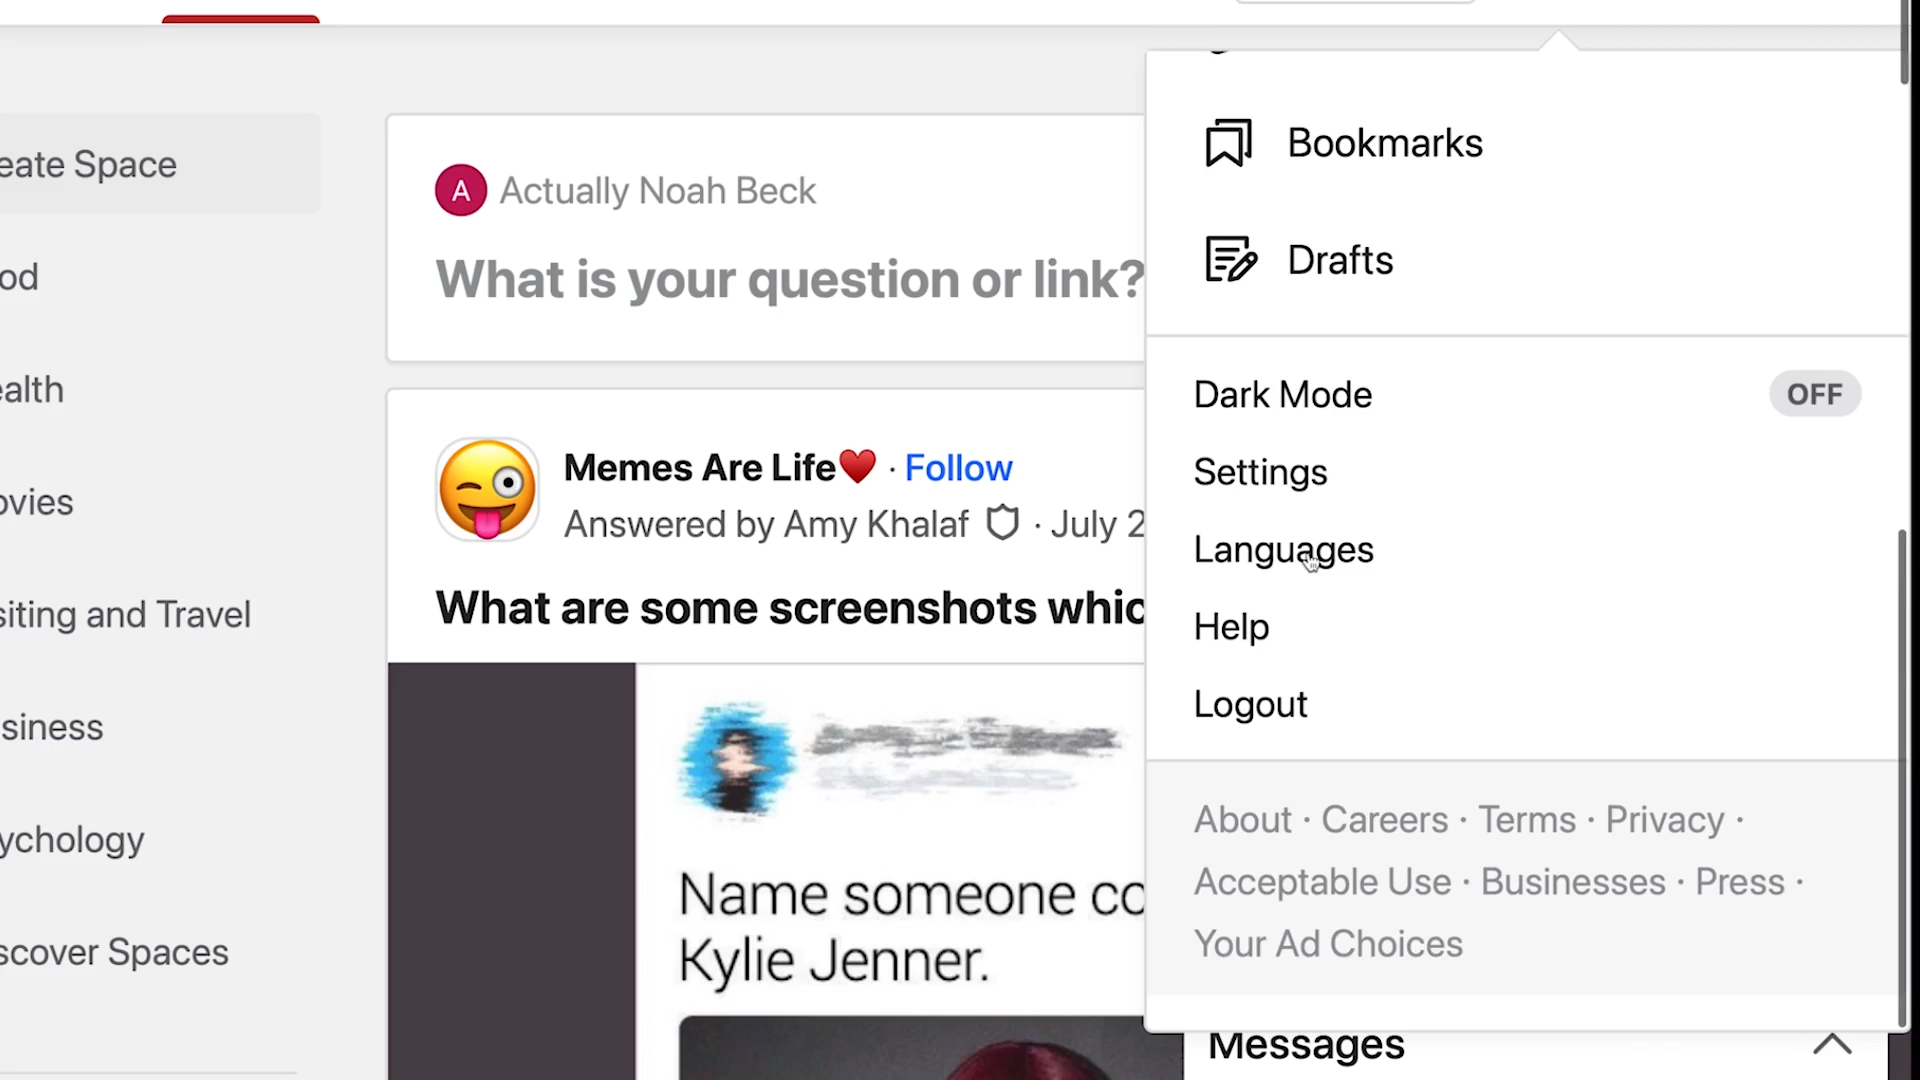 eate Space
od
ealth
ovies
siting and Travel
siness
ychology
scover Spaces
A Actually Noah Beck
What is your question or link?
Memes Are Life❤️ · Follow
Answered by Amy Khalaf · July 2
What are some screenshots whic
Name someone co
Kylie Jenner.
Bookmarks
Drafts
Dark Mode OFF
Settings
Languages
Help
Logout
About · Careers · Terms · Privacy ·
Acceptable Use · Businesses · Press ·
Your Ad Choices
Messages